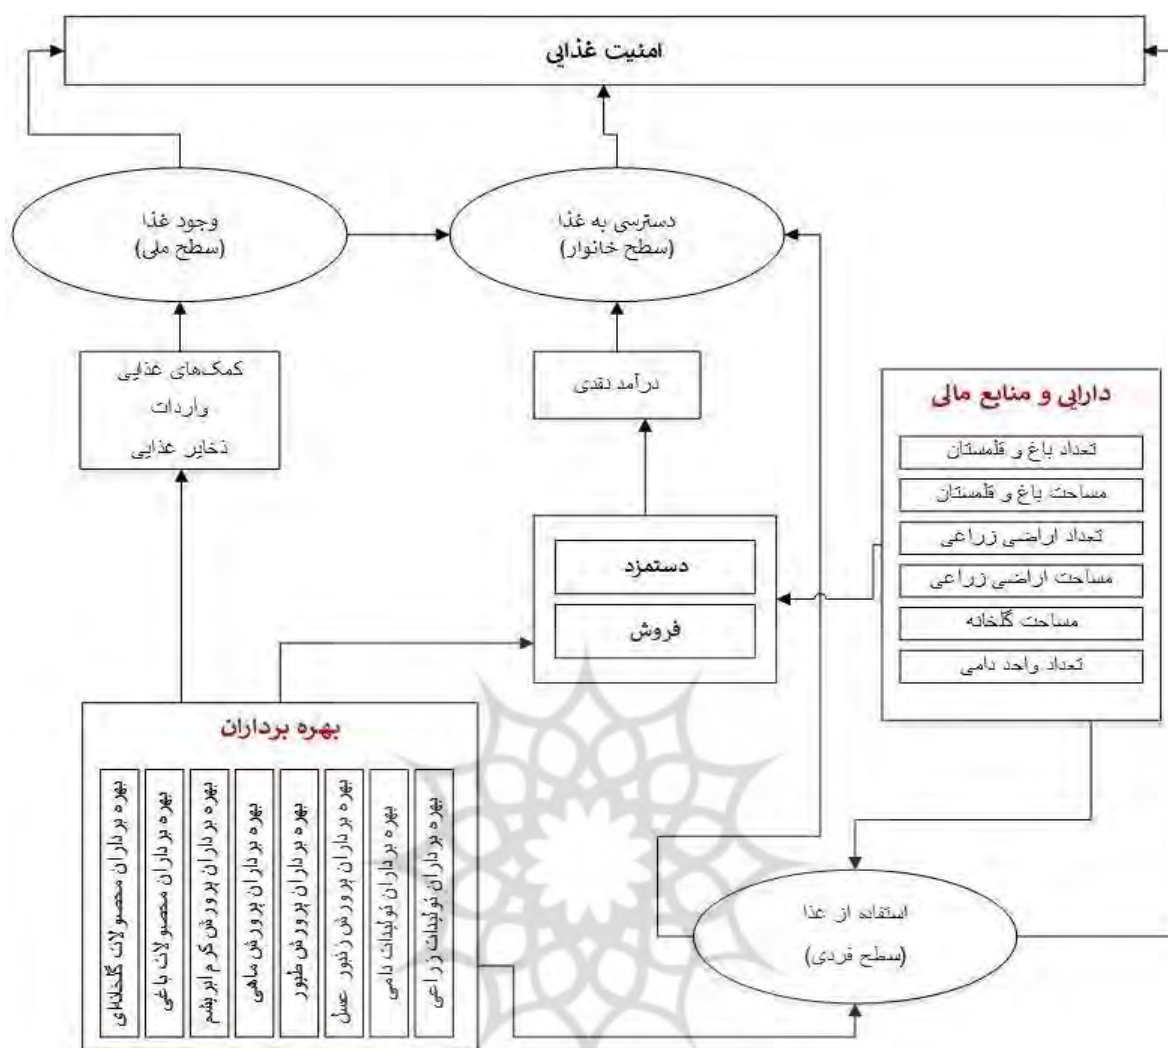 امنیت غذایی
دسترسی به غذا
(سطح خانوار)
وجود غذا
(سطح ملی)
درآمد نقدی
کمک‌های غذایی
واردات
ذخایر غذایی
دارایی و منابع مالی
تعداد باغ و قلمستان
مساحت باغ و قلمستان
تعداد اراضی زراعی
مساحت اراضی زراعی
مساحت گلخانه
تعداد واحد دامی
دستمزد
فروش
بهره برداران
بهره برداران تولیدات زراعی
بهره برداران تولیدات دامی
بهره برداران پرورش زنبور عسل
بهره برداران پرورش طیور
بهره برداران پرورش ماهی
بهره برداران پرورش کرم ابریشم
بهره برداران محصولات باغی
بهره برداران محصولات گلخانه‌ای
استفاده از غذا
(سطح فردی)